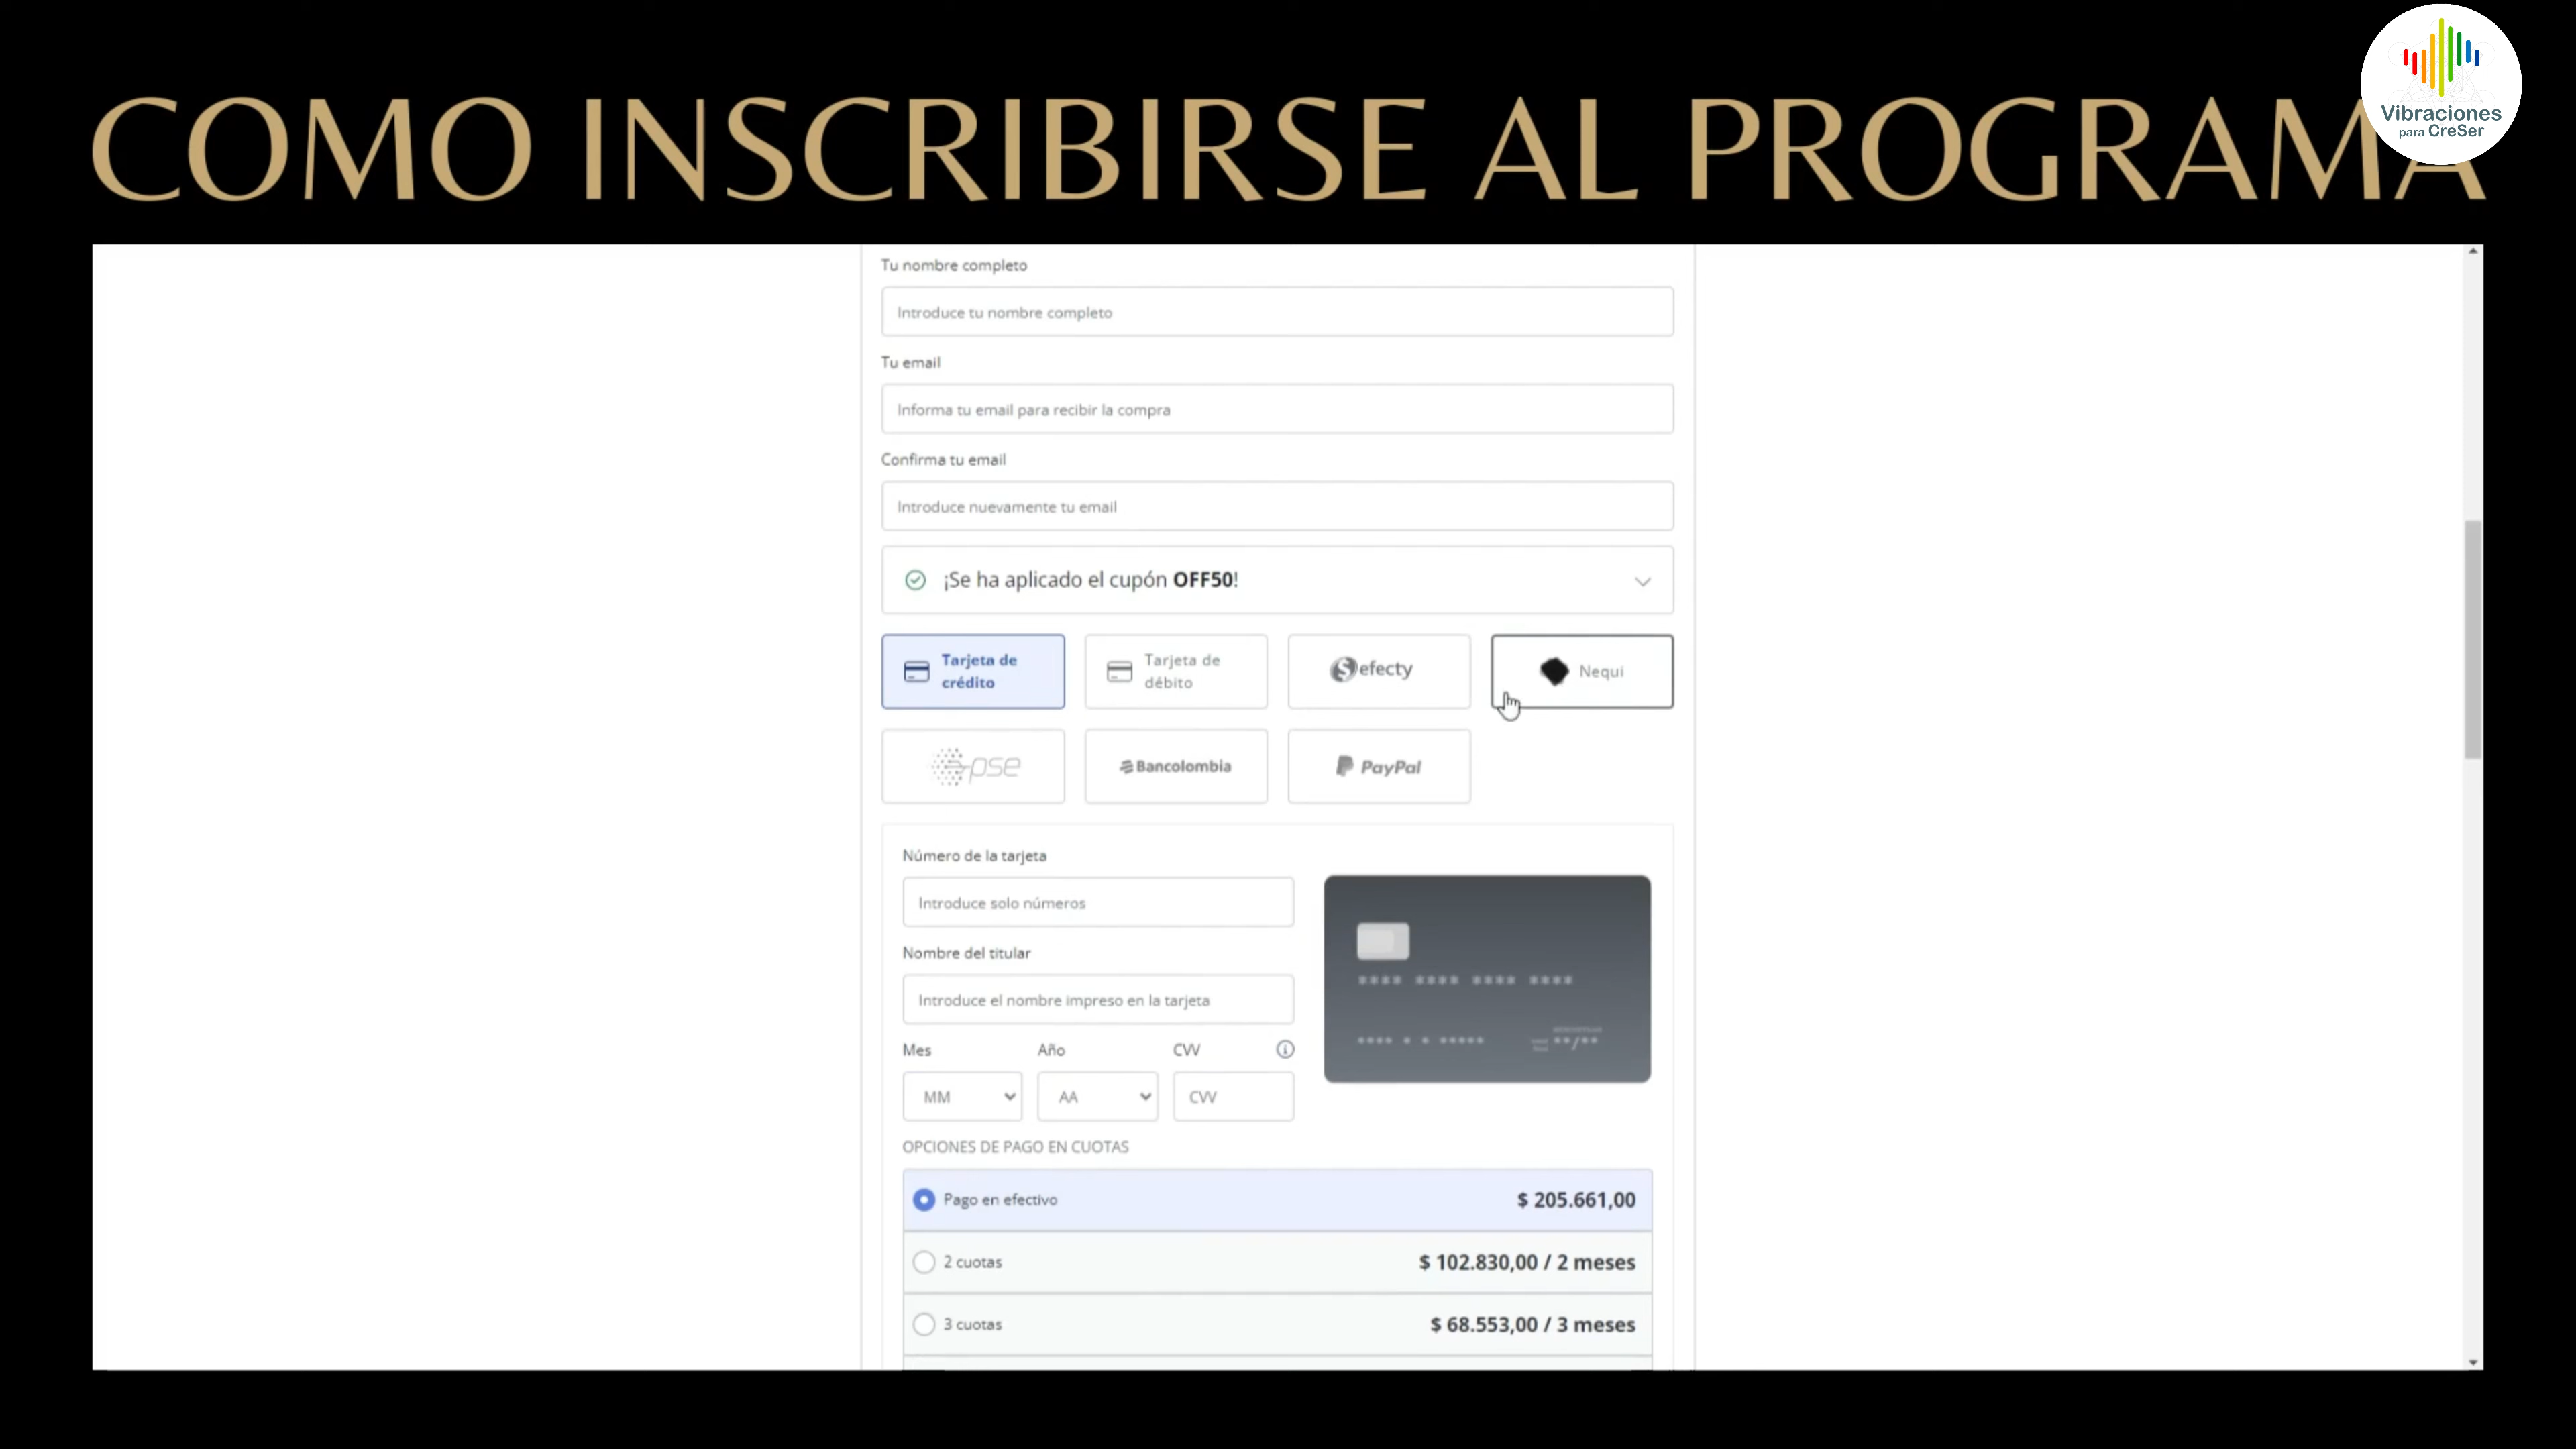 COMO INSCRIBIRSE AL PROGRAMA
Vibraciones
para CreSer
Tu nombre completo
Introduce tu nombre completo
Tu email
Informa tu email para recibir la compra
Confirma tu email
Introduce nuevamente tu email
¡Se ha aplicado el cupón OFF50!
Tarjeta de
crédito
Tarjeta de
débito
efecty
Nequi
pse
Bancolombia
PayPal
Número de la tarjeta
Introduce solo números
Nombre del titular
Introduce el nombre impreso en la tarjeta
Mes
Año
CVV
MM
AA
CVV
**** **** **** ****
**/**
OPCIONES DE PAGO EN CUOTAS
Pago en efectivo
$ 205.661,00
2 cuotas
$ 102.830,00 / 2 meses
3 cuotas
$ 68.553,00 / 3 meses